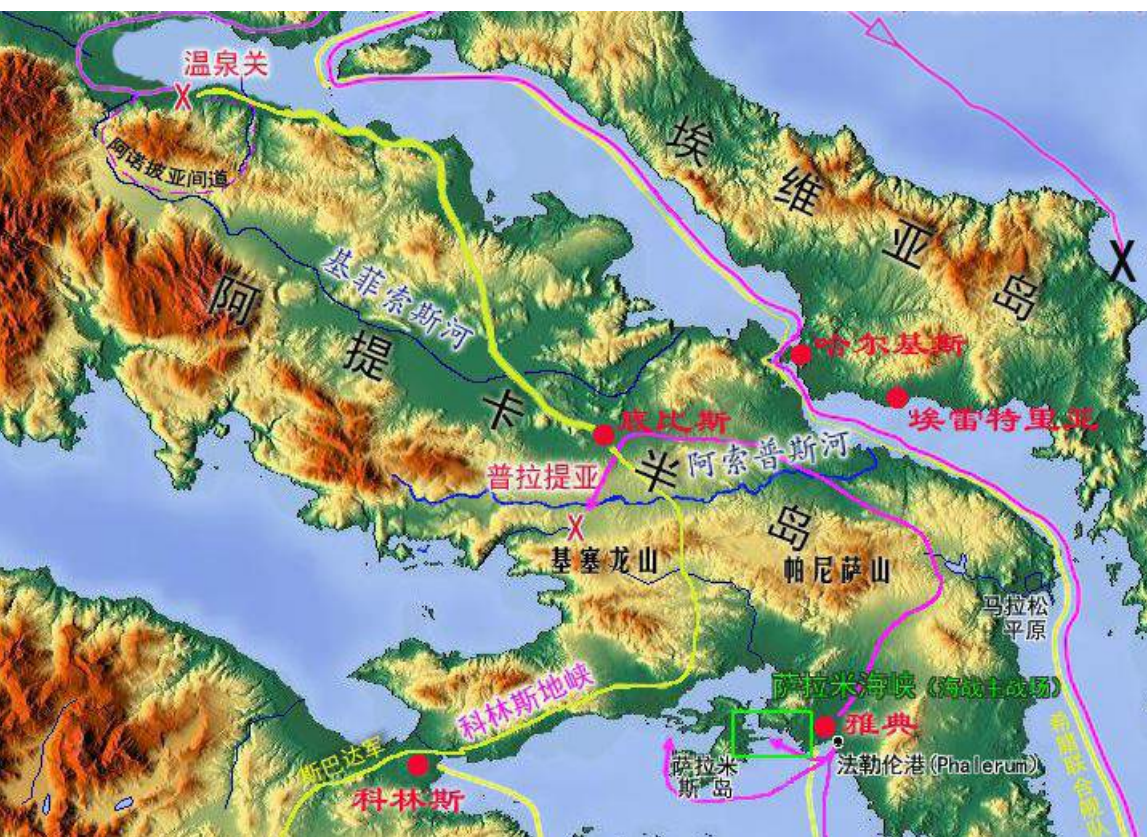 温泉关
阿诺披亚间道
埃维亚岛
基菲索斯河
阿提卡半岛
哈尔基斯
埃雷特里亚
底比斯
阿索普斯河
普拉提亚
基塞龙山
帕尼萨山
马拉松
平原
萨拉米海峡(海战主战场)
科林斯地峡
雅典
斯巴达军
萨拉米
斯岛
法勒伦港(Phalerum)
科林斯
希腊联合舰队